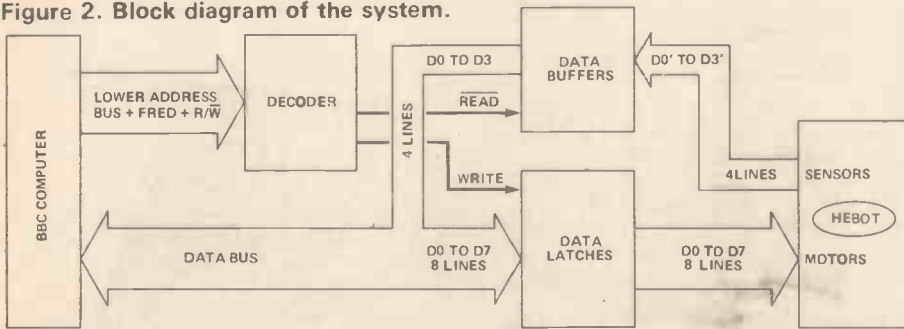 Figure 2. Block diagram of the system.
BBC COMPUTER
LOWER ADDRESS
BUS + FRED + R/W̅
DECODER
D0 TO D3
4 LINES
R̅E̅A̅D̅
WRITE
DATA
BUFFERS
D0' TO D3'
4 LINES
SENSORS
HEBOT
MOTORS
DATA BUS
D0 TO D7
8 LINES
DATA
LATCHES
D0 TO D7
8 LINES